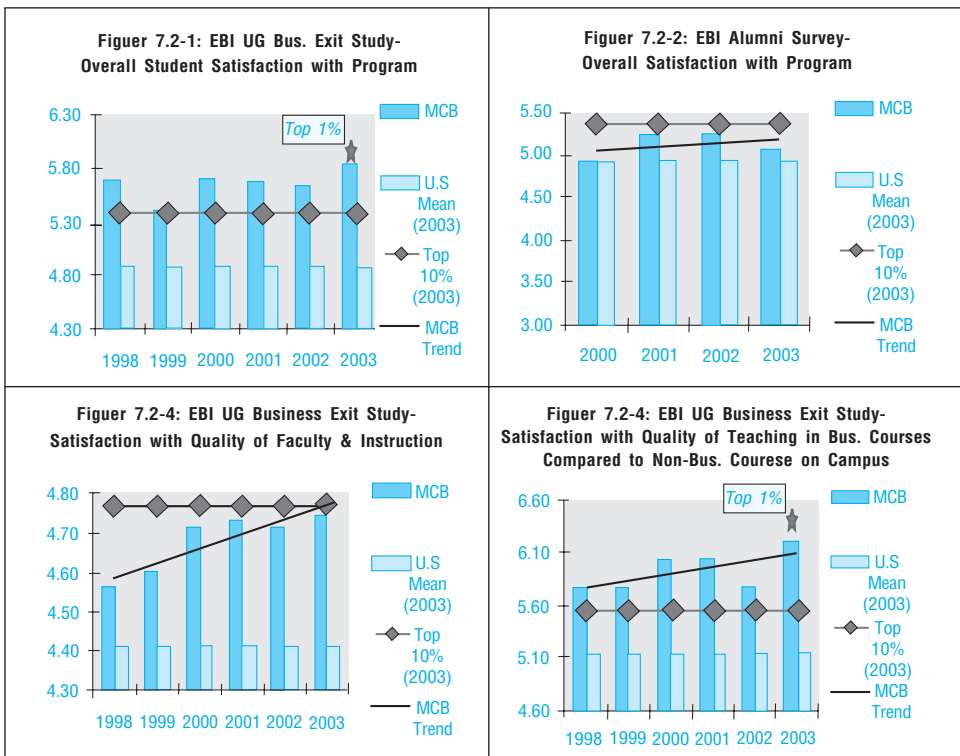 Figuer 7.2-1: EBI UG Bus. Exit Study-
Overall Student Satisfaction with Program
6.30
5.80
5.30
4.80
4.30
Top 1%
1998 1999 2000 2001 2002 2003
MCB
U.S
Mean
(2003)
Top
10%
(2003)
MCB
Trend
Figuer 7.2-2: EBI Alumni Survey-
Overall Satisfaction with Program
5.50
5.00
4.50
4.00
3.50
3.00
2000 2001 2002 2003
MCB
U.S
Mean
(2003)
Top
10%
(2003)
MCB
Trend
Figuer 7.2-4: EBI UG Business Exit Study-
Satisfaction with Quality of Faculty & Instruction
4.80
4.70
4.60
4.50
4.40
4.30
1998 1999 2000 2001 2002 2003
MCB
U.S
Mean
(2003)
Top
10%
(2003)
MCB
Trend
Figuer 7.2-4: EBI UG Business Exit Study-
Satisfaction with Quality of Teaching in Bus. Courses
Compared to Non-Bus. Courese on Campus
6.60
6.10
5.60
5.10
4.60
Top 1%
1998 1999 2000 2001 2002 2003
MCB
U.S
Mean
(2003)
Top
10%
(2003)
MCB
Trend